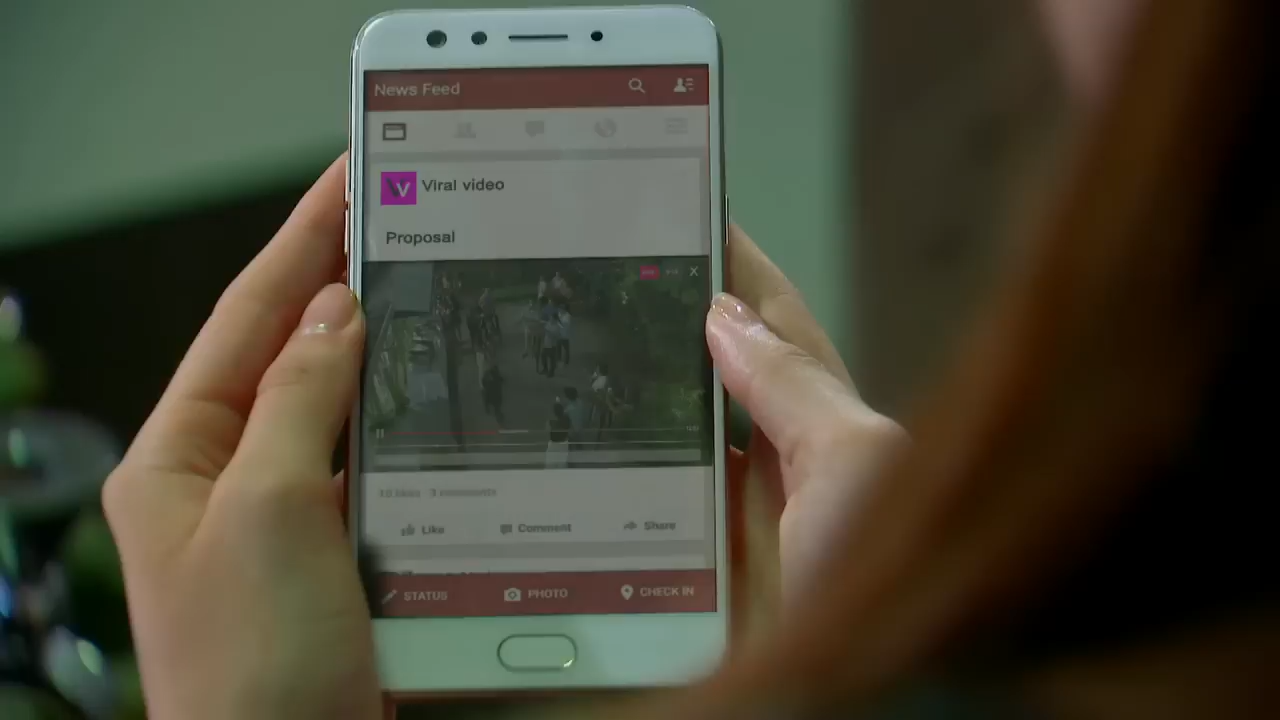 News Feed
Viral video
Proposal
Like Comment Share
STATUS PHOTO CHECK IN